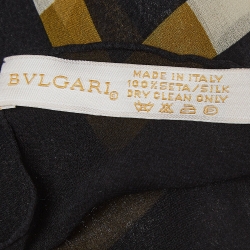 BVLGARI©
MADE IN ITALY
100%SETA/SILK
DRY CLEAN ONLY